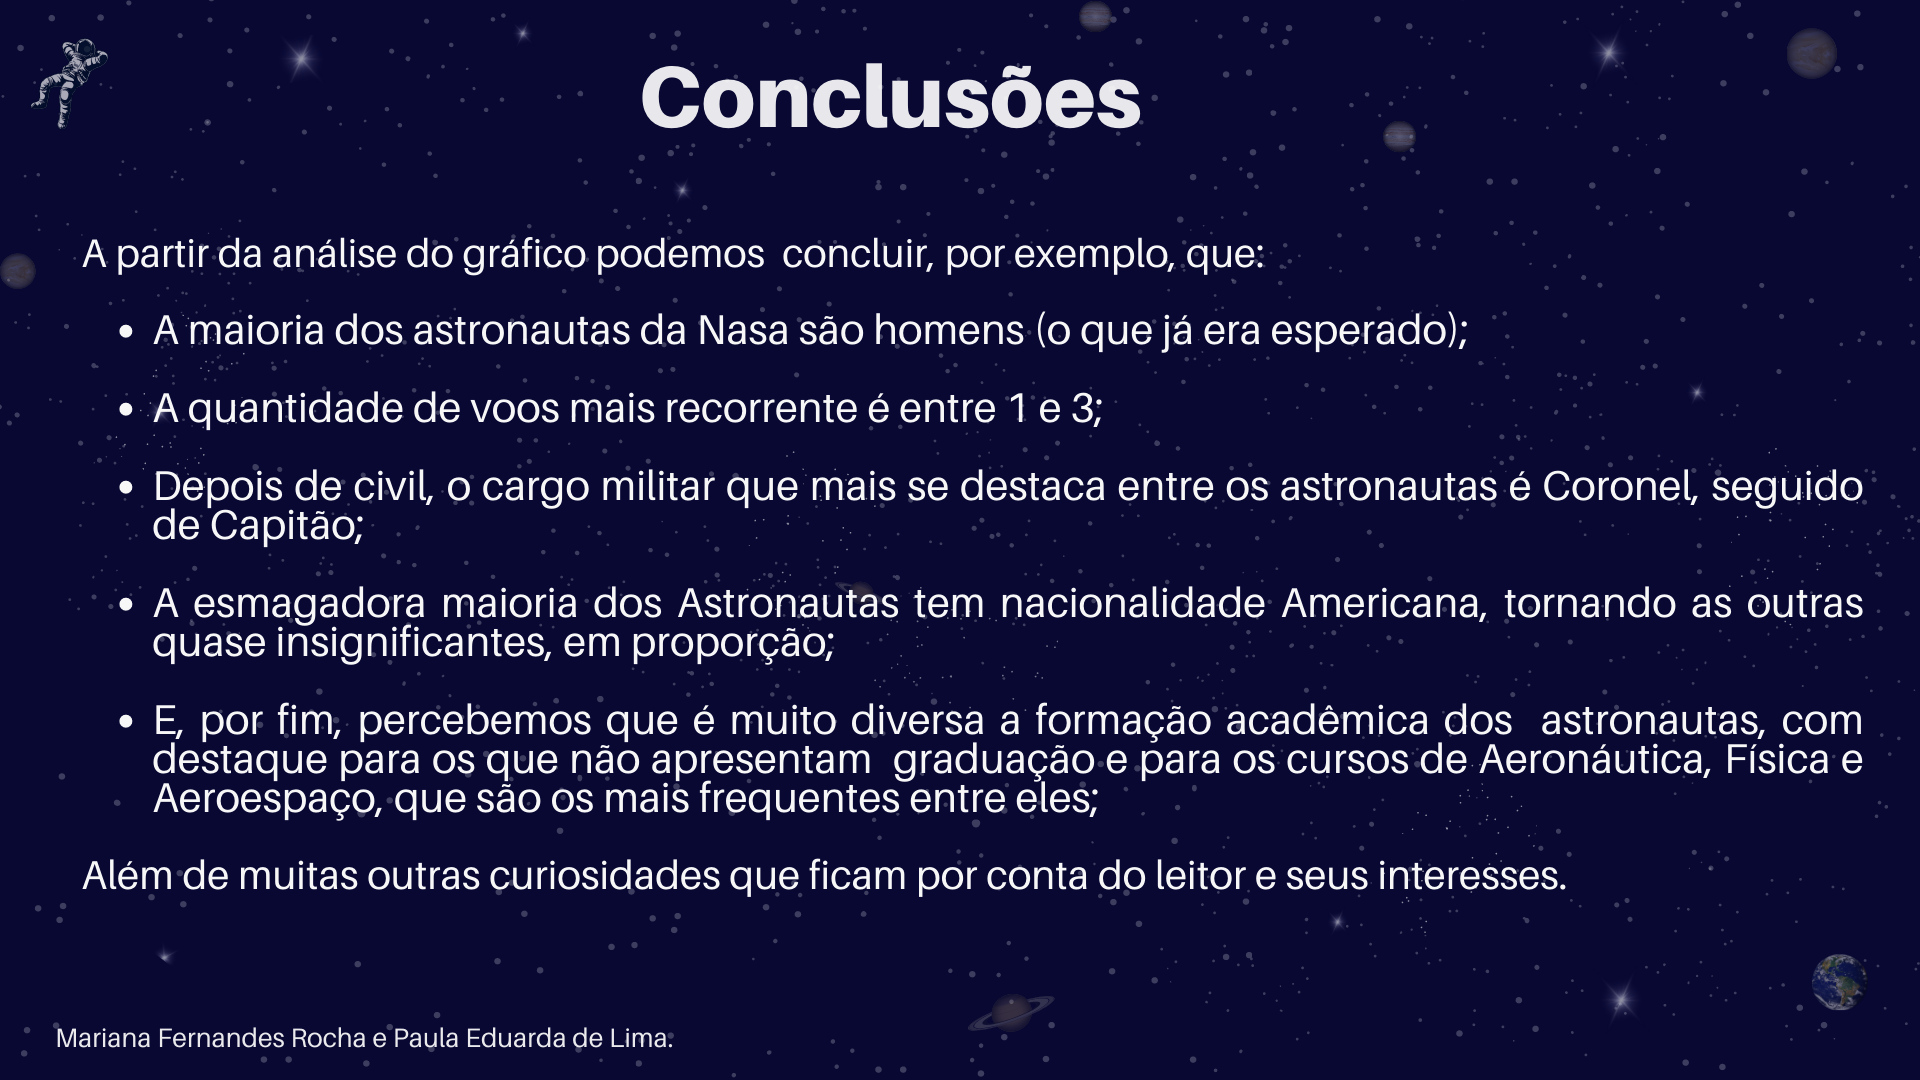 Conclusões
A partir da análise do gráfico podemos  concluir, por exemplo, que:
• A maioria dos astronautas da Nasa são homens (o que já era esperado);
• A quantidade de voos mais recorrente é entre 1 e 3;
• Depois de civil, o cargo militar que mais se destaca entre os astronautas é Coronel, seguido
de Capitão;
• A esmagadora maioria dos Astronautas tem nacionalidade Americana, tornando as outras
quase insignificantes, em proporção;
• E, por fim, percebemos que é muito diversa a formação acadêmica dos  astronautas, com
destaque para os que não apresentam  graduação e para os cursos de Aeronáutica, Física e
Aeroespaço, que são os mais frequentes entre eles;
Além de muitas outras curiosidades que ficam por conta do leitor e seus interesses.
Mariana Fernandes Rocha e Paula Eduarda de Lima.